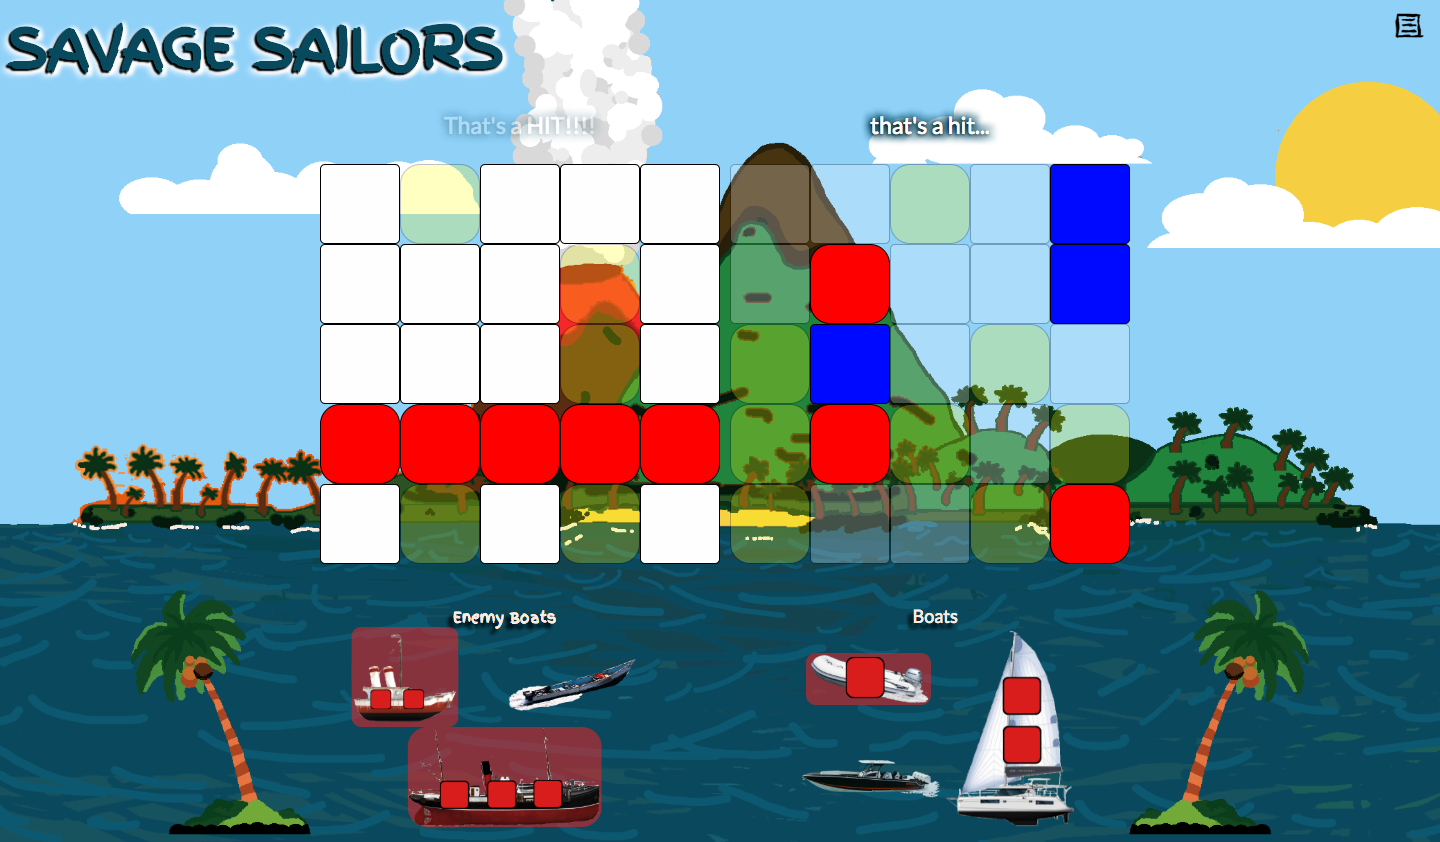 SAVAGE SAILORS
That's a HIT!!!!
that's a hit...
Enemy Boats
Boats